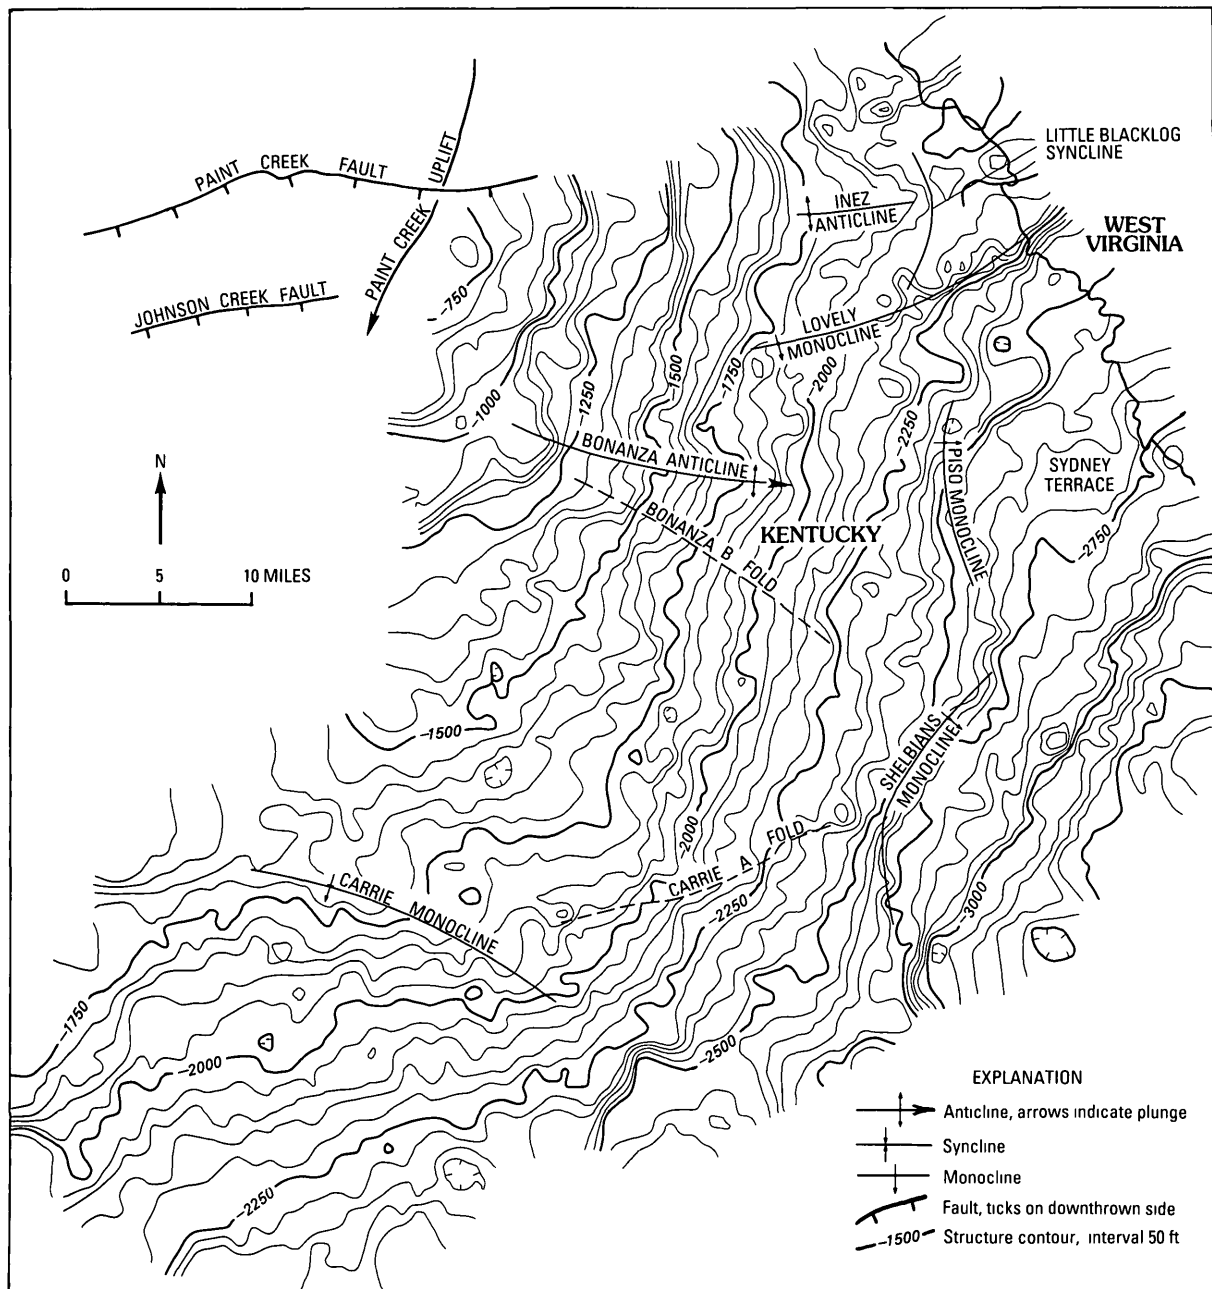 LITTLE BLACKLOG
SYNCLINE
PAINT CREEK FAULT
UPLIFT
PAINT CREEK
INEZ
ANTICLINE
WEST
VIRGINIA
JOHNSON CREEK FAULT
-750
LOVELY
MONOCLINE
-1500
-1750
-2000
-1000
-1250
-2250
BONANZA ANTICLINE
PISO MONOCLINE
SYDNEY
TERRACE
N
BONANZA B FOLD
KENTUCKY
-2750
0 5 10 MILES
-1500
SHELBIANS
MONOCLINE
-2000
CARRIE A FOLD
CARRIE MONOCLINE
-2250
-3000
-1750
-2000
-2500
-2250
EXPLANATION
Anticline, arrows indicate plunge
Syncline
Monocline
Fault, ticks on downthrown side
-1500 Structure contour, interval 50 ft